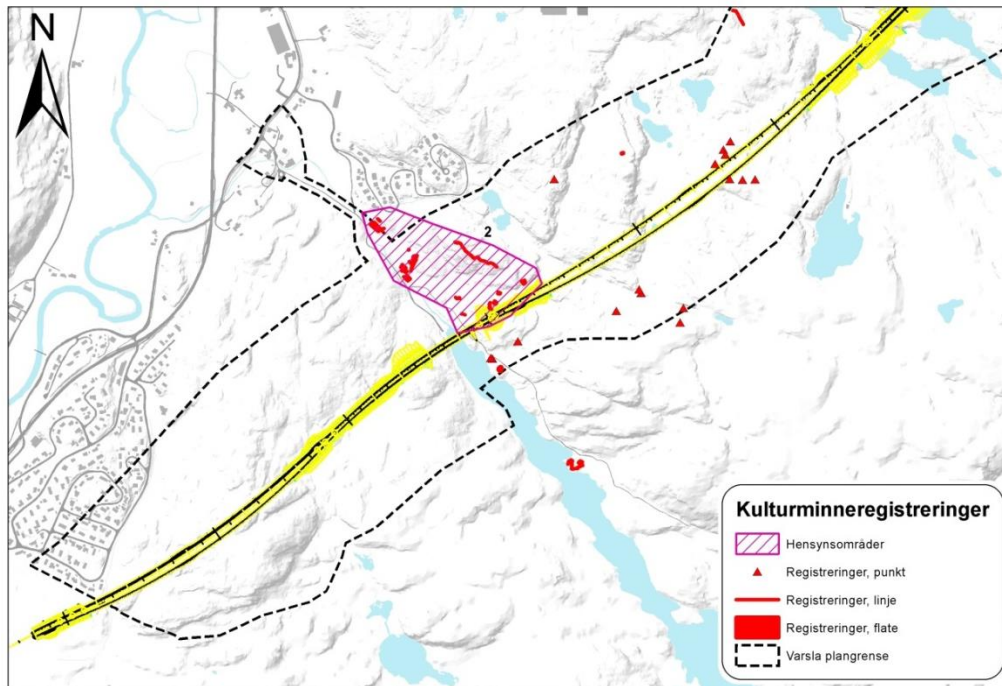 N
2
Kulturminneregistreringer
Hensynsområder
Registreringer, punkt
Registreringer, linje
Registreringer, flate
Varsla plangrense